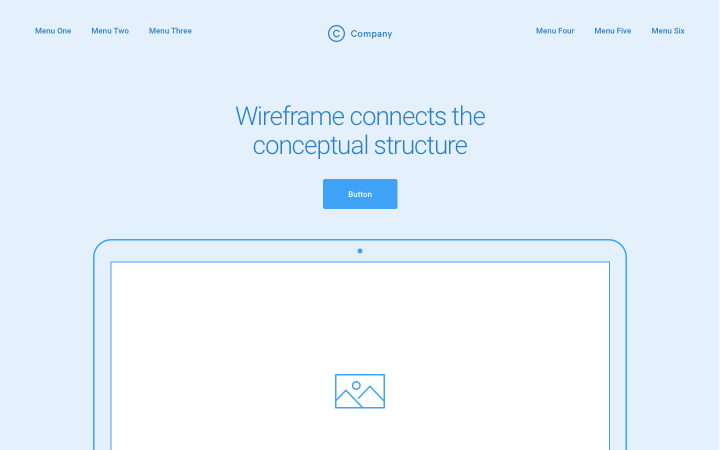 Menu One
Menu Two
Menu Three
C Company
Menu Four
Menu Five
Menu Six
Wireframe connects the
conceptual structure
Button